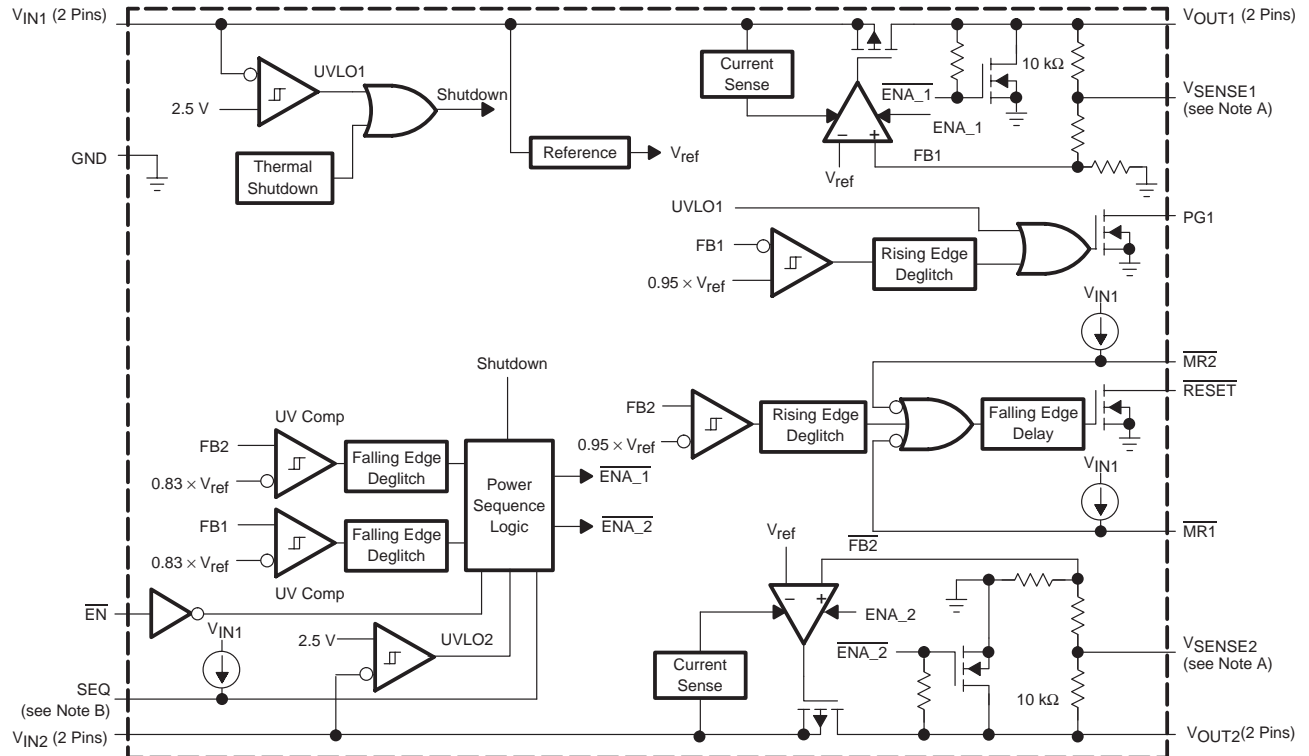 VIN1 (2 Pins)
VOUT1 (2 Pins)
Current
Sense
10 kΩ
UVLO1
ENA_1
VSENSE1
(see Note A)
2.5 V
Shutdown
ENA_1
GND
Reference
Vref
FB1
Thermal
Shutdown
Vref
UVLO1
PG1
FB1
Rising Edge
Deglitch
0.95 × Vref
VIN1
Shutdown
MR2
RESET
UV Comp
FB2
Rising Edge
Deglitch
Falling Edge
Delay
FB2
Falling Edge
Deglitch
0.95 × Vref
0.83 × Vref
Power
Sequence
Logic
ENA_1
VIN1
FB1
Falling Edge
Deglitch
ENA_2
MR1
0.83 × Vref
Vref
FB2
UV Comp
EN
ENA_2
VIN1
2.5 V
UVLO2
ENA_2
VSENSE2
(see Note A)
Current
Sense
SEQ
(see Note B)
10 kΩ
VIN2 (2 Pins)
VOUT2 (2 Pins)